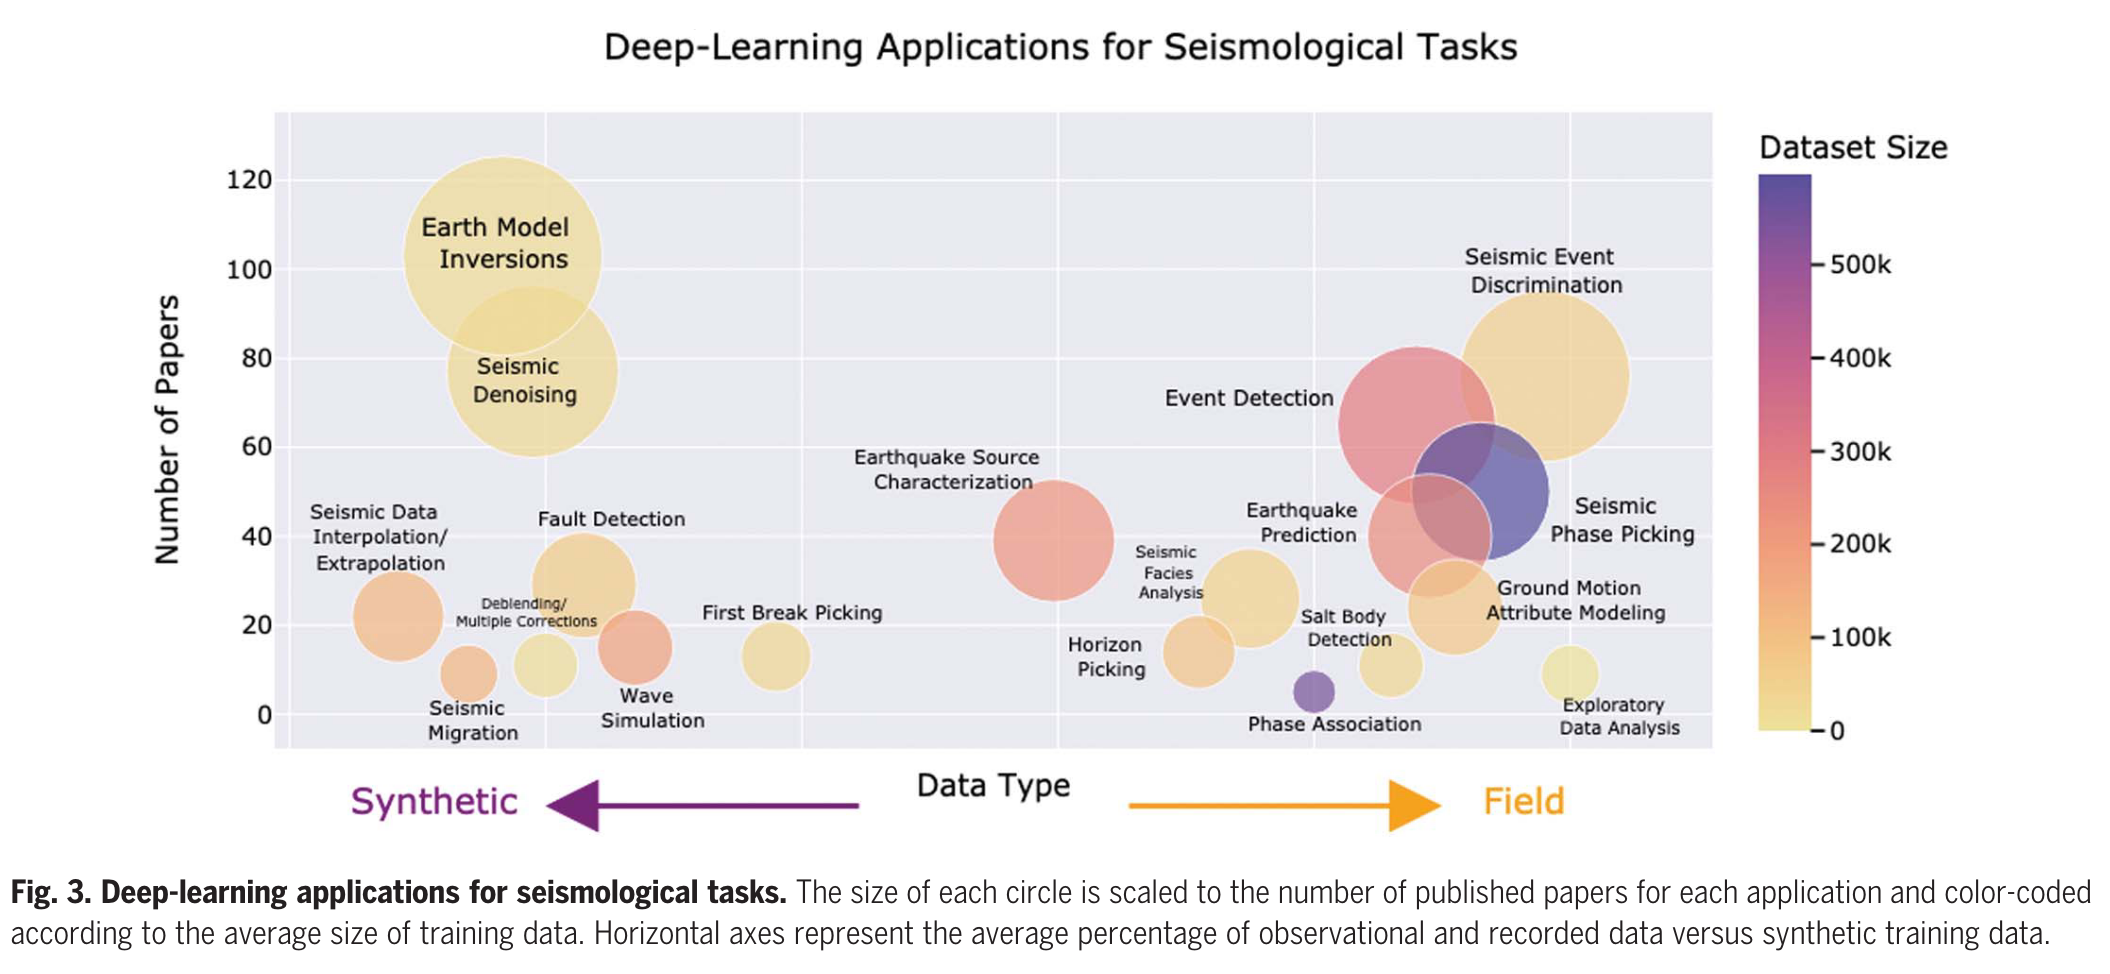 Deep-Learning Applications for Seismological Tasks
Number of Papers
120
100
80
60
40
20
0
Earth Model
Inversions
Seismic
Denoising
Seismic Event
Discrimination
Event Detection
Earthquake Source
Characterization
Seismic
Phase Picking
Earthquake
Prediction
Seismic Data
Interpolation/
Extrapolation
Fault Detection
Seismic
Facies
Analysis
Ground Motion
Attribute Modeling
Deblending/
Multiple Corrections
First Break Picking
Salt Body
Detection
Horizon
Picking
Seismic
Migration
Wave
Simulation
Phase Association
Exploratory
Data Analysis
Dataset Size
500k
400k
300k
200k
100k
0
Synthetic
Data Type
Field
Fig. 3. Deep-learning applications for seismological tasks. The size of each circle is scaled to the number of published papers for each application and color-coded
according to the average size of training data. Horizontal axes represent the average percentage of observational and recorded data versus synthetic training data.